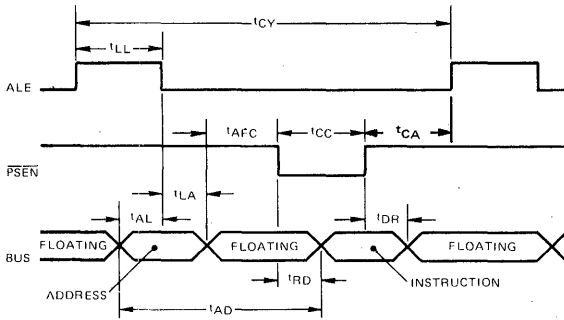 tCY
tLL
ALE
tAFC
tCC
tCA
PSEN
tLA
tAL
tDR
FLOATING
FLOATING
FLOATING
BUS
tRD
ADDRESS
INSTRUCTION
tAD